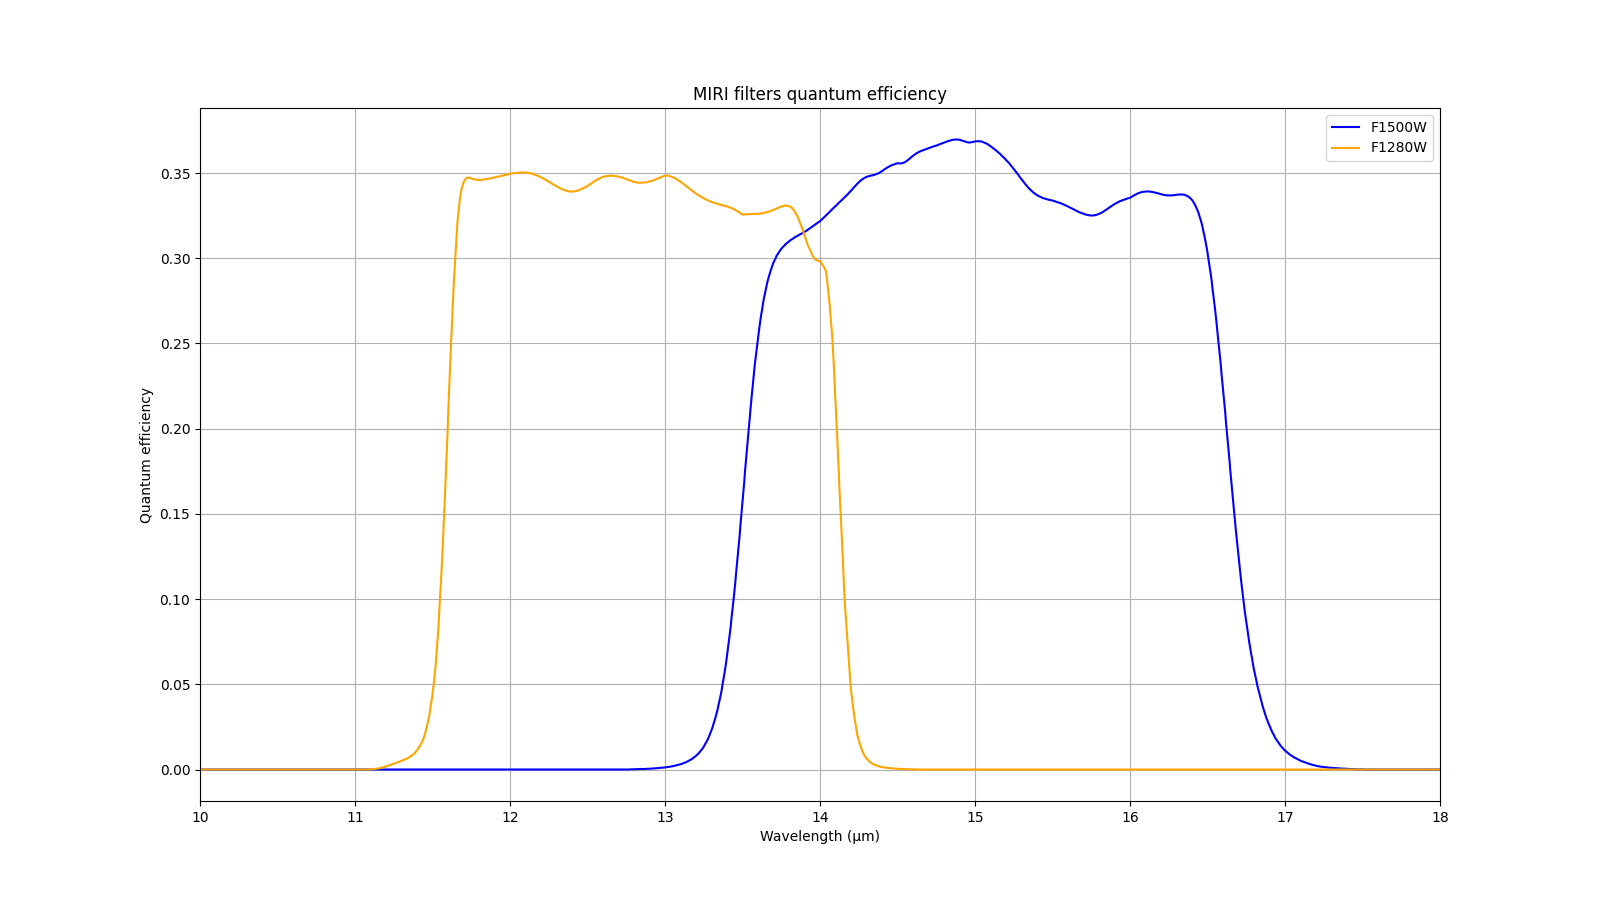 MIRI filters quantum efficiency
F1500W
F1280W
Quantum efficiency
0.35
0.30
0.25
0.20
0.15
0.10
0.05
0.00
10 11 12 13 14 15 16 17 18
Wavelength (μm)